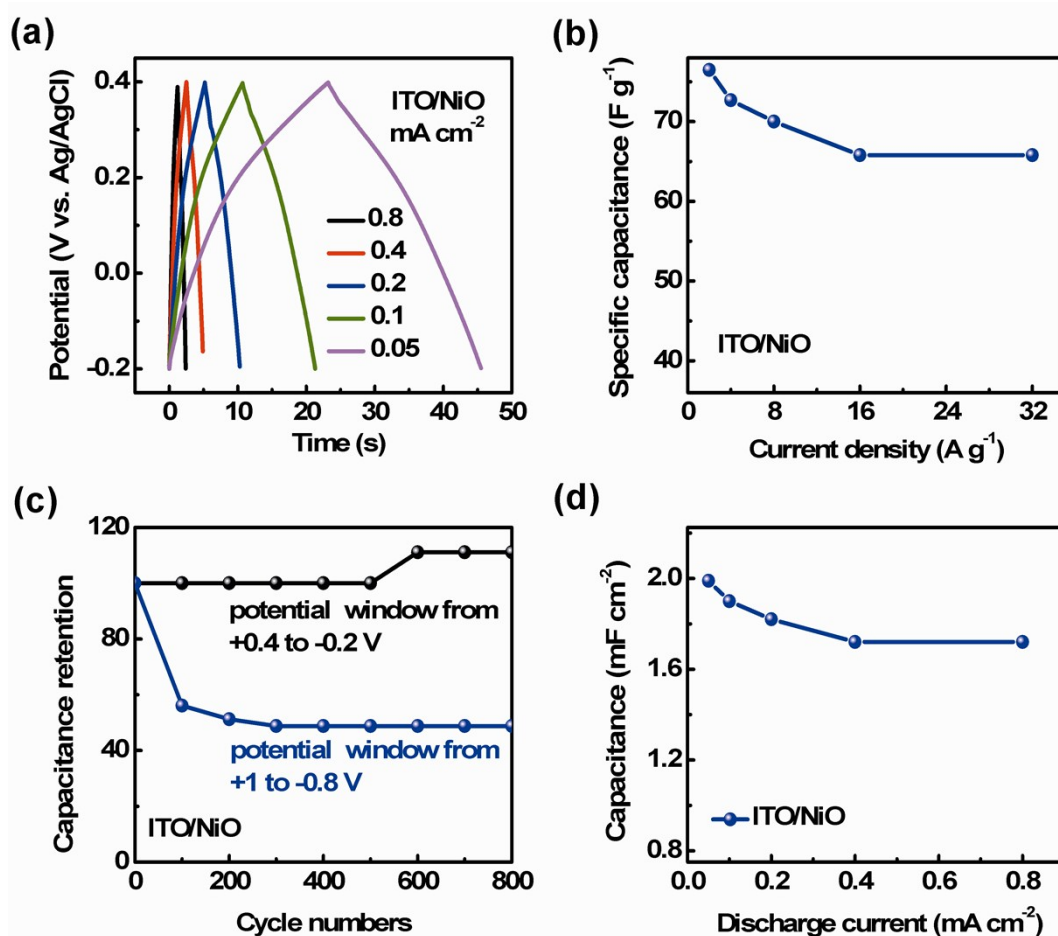 (a)
0.4
0.2
0.0
-0.2
Potential (V vs. Ag/AgCl)
ITO/NiO
mA cm-2
0.8
0.4
0.2
0.1
0.05
0 10 20 30 40 50
Time (s)
(b)
70
60
50
40
Specific capacitance (F g-1)
ITO/NiO
0 8 16 24 32
Current density (A g-1)
(c)
120
80
40
0
Capacitance retention
potential window from
+0.4 to -0.2 V
potential window from
+1 to -0.8 V
ITO/NiO
0 200 400 600 800
Cycle numbers
(d)
2.0
1.6
1.2
0.8
Capacitance (mF cm-2)
ITO/NiO
0.0 0.2 0.4 0.6 0.8
Discharge current (mA cm-2)